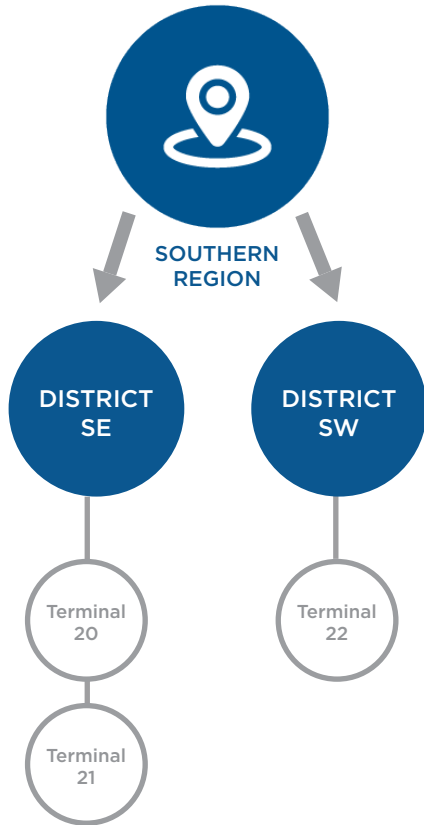 SOUTHERN
REGION
DISTRICT
SE
DISTRICT
SW
Terminal
20
Terminal
22
Terminal
21